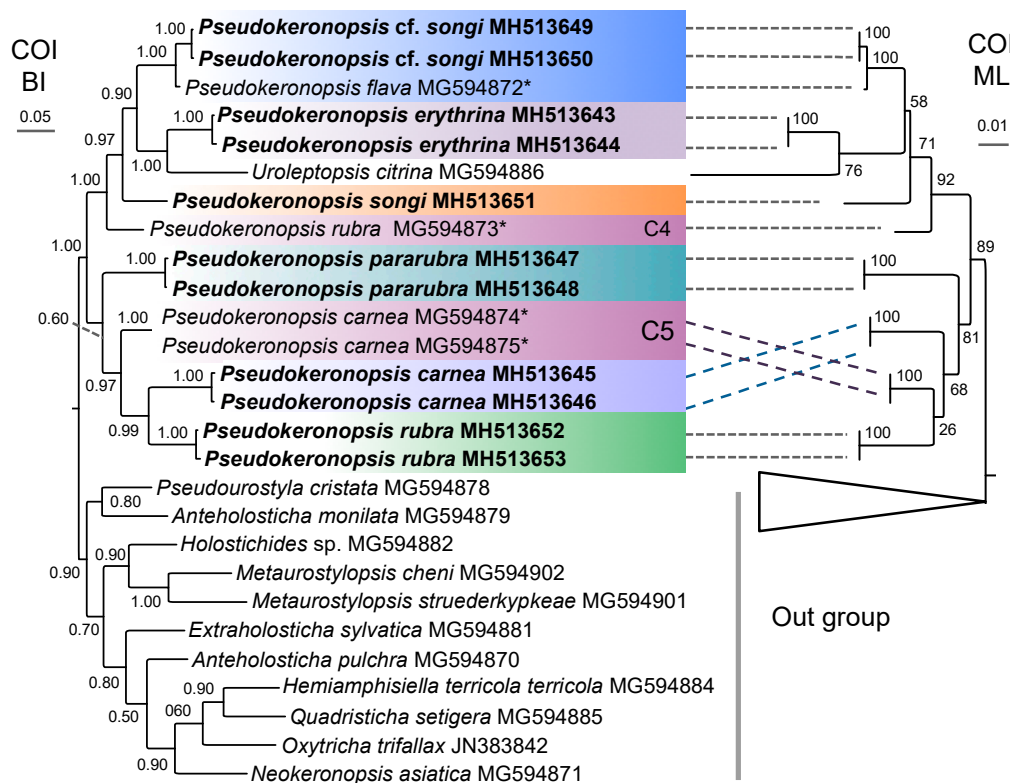 COI
BI
0.05
1.00
1.00
0.90
0.97
1.00
1.00
1.00
1.00
0.60
1.00
1.00
0.97
1.00
0.99
1.00
0.80
0.90
0.90
1.00
0.70
0.80
0.50
0.90
060
0.90
Pseudokeronopsis cf. songi MH513649
Pseudokeronopsis cf. songi MH513650
Pseudokeronopsis flava MG594872*
Pseudokeronopsis erythrina MH513643
Pseudokeronopsis erythrina MH513644
Uroleptopsis citrina MG594886
Pseudokeronopsis songi MH513651
Pseudokeronopsis rubra MG594873* C4
Pseudokeronopsis pararubra MH513647
Pseudokeronopsis pararubra MH513648
Pseudokeronopsis carnea MG594874* C5
Pseudokeronopsis carnea MG594875*
Pseudokeronopsis carnea MH513645
Pseudokeronopsis carnea MH513646
Pseudokeronopsis rubra MH513652
Pseudokeronopsis rubra MH513653
Pseudourostyla cristata MG594878
Anteholosticha monilata MG594879
Holostichides sp. MG594882
Metaurostylopsis cheni MG594902
Metaurostylopsis struederkypkeae MG594901
Extraholosticha sylvatica MG594881
Anteholosticha pulchra MG594870
Hemiamphisiella terricola terricola MG594884
Quadristicha setigera MG594885
Oxytricha trifallax JN383842
Neokeronopsis asiatica MG594871
100
100
58
100
71
76
92
89
100
81
100
68
100
26
100
ML
0.01
Out group